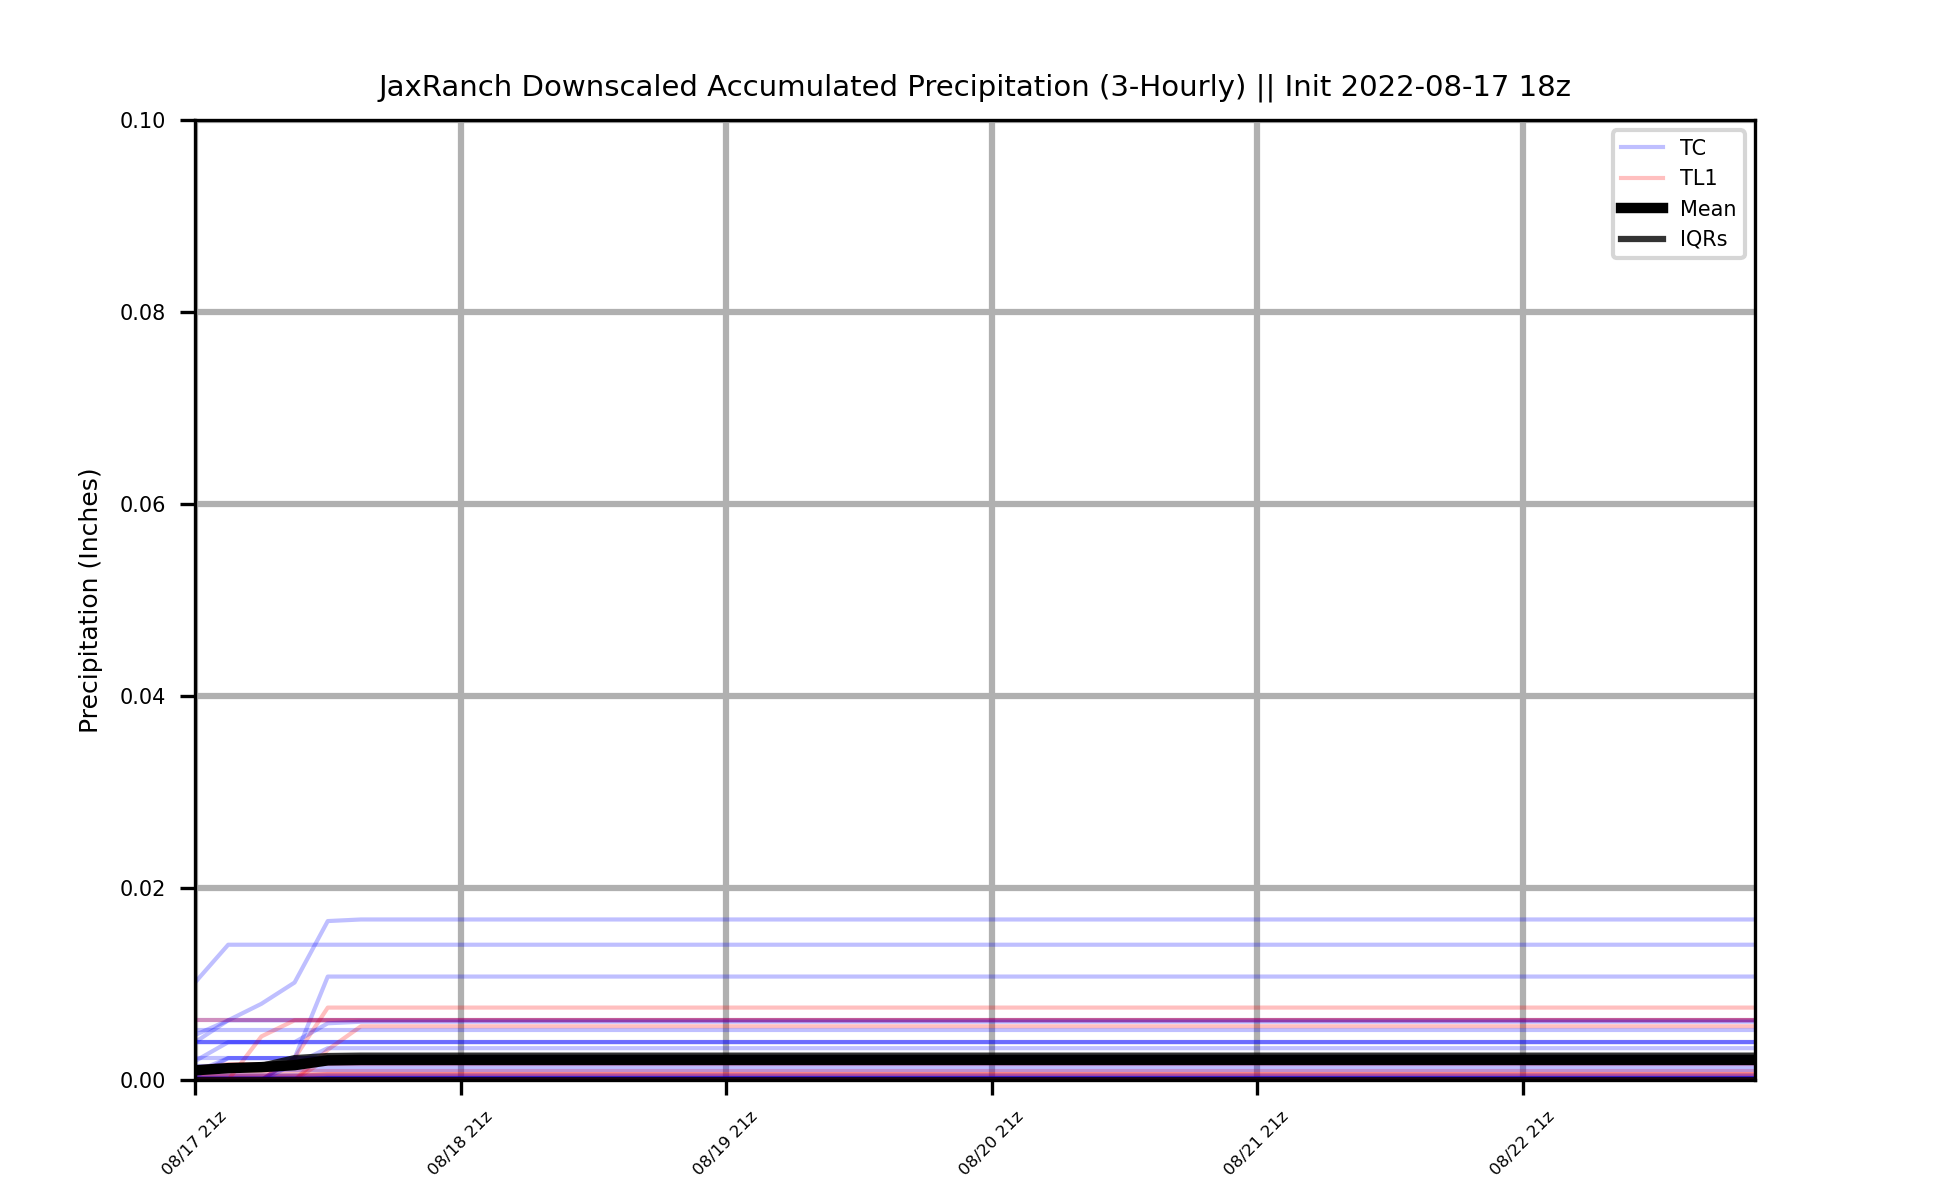 JaxRanch Downscaled Accumulated Precipitation (3-Hourly) || Init 2022-08-17 18z
TC
TL1
Mean
IQRs
Precipitation (Inches)
0.10
0.08
0.06
0.04
0.02
0.00
08/17 21z
08/18 21z
08/19 21z
08/20 21z
08/21 21z
08/22 21z